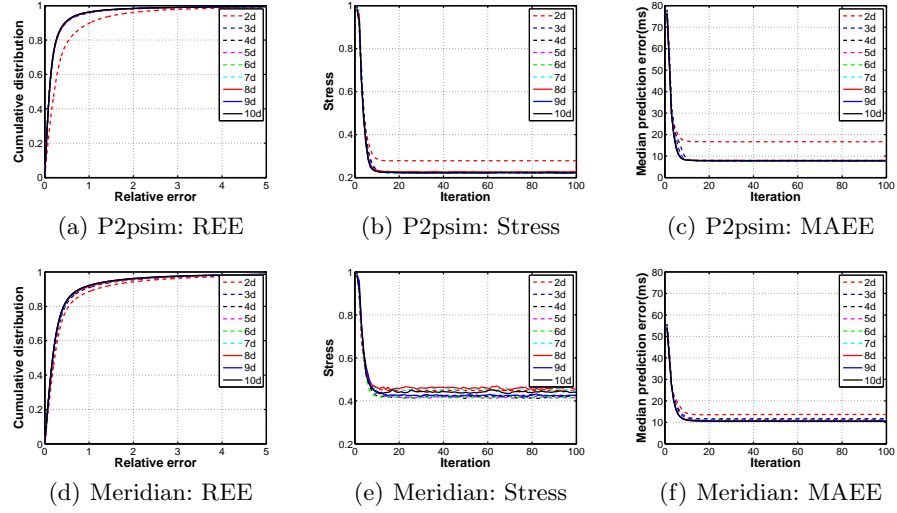 Cumulative distribution
1
0.8
0.6
0.4
0.2
0
0 1 2 3 4 5
Relative error
2d
3d
4d
5d
6d
7d
8d
9d
10d
(a) P2psim: REE
Stress
1
0.8
0.6
0.4
0.2
0 20 40 60 80 100
Iteration
2d
3d
4d
5d
6d
7d
8d
9d
10d
(b) P2psim: Stress
Median prediction error(ms)
80
70
60
50
40
30
20
10
0
0 20 40 60 80 100
Iteration
2d
3d
4d
5d
6d
7d
8d
9d
10d
(c) P2psim: MAEE
Cumulative distribution
1
0.8
0.6
0.4
0.2
0
0 1 2 3 4 5
Relative error
2d
3d
4d
5d
6d
7d
8d
9d
10d
(d) Meridian: REE
Stress
1
0.8
0.6
0.4
0.2
0 20 40 60 80 100
Iteration
2d
3d
4d
5d
6d
7d
8d
9d
10d
(e) Meridian: Stress
Median prediction error(ms)
80
70
60
50
40
30
20
10
0
0 20 40 60 80 100
Iteration
2d
3d
4d
5d
6d
7d
8d
9d
10d
(f) Meridian: MAEE